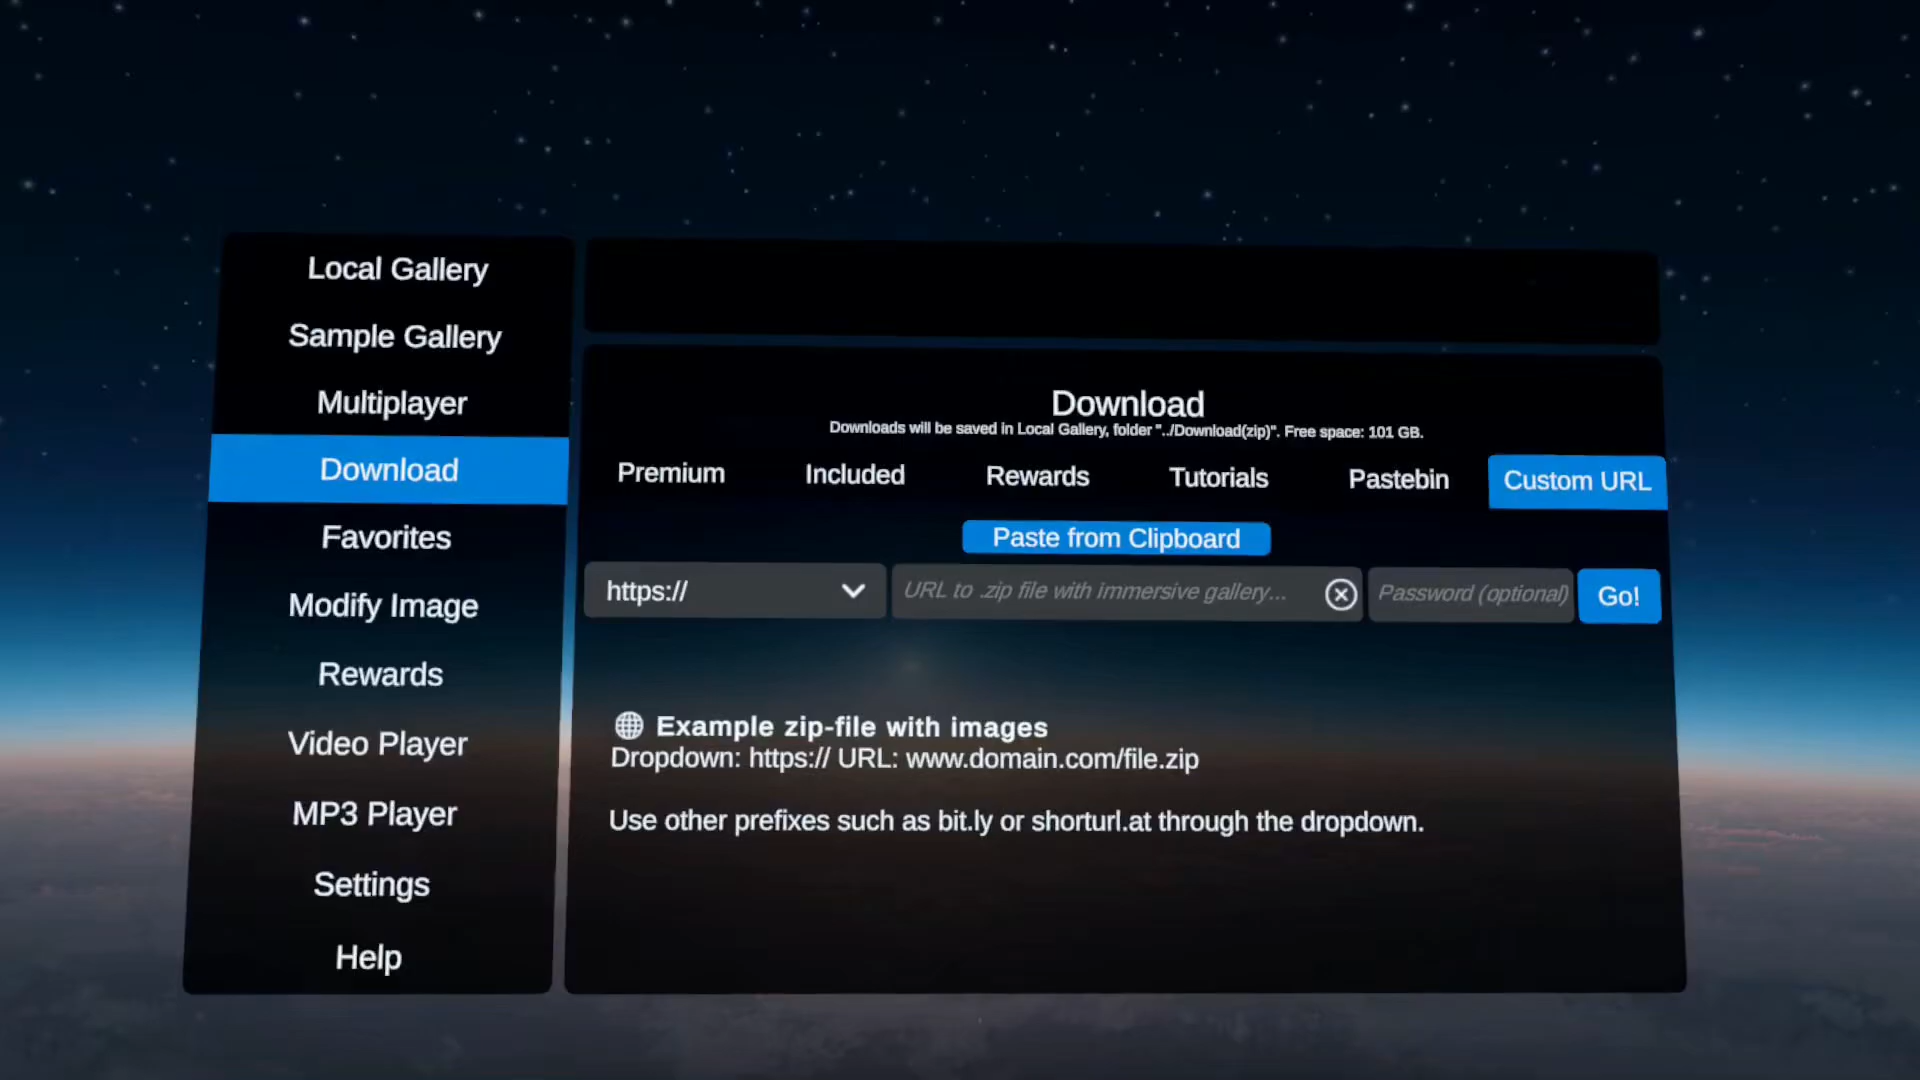 Local Gallery
Sample Gallery
Multiplayer
Download
Favorites
Modify Image
Rewards
Video Player
MP3 Player
Settings
Help
Download
Downloads will be saved in Local Gallery, folder "../Download(zip)". Free space: 101 GB.
Premium Included Rewards Tutorials Pastebin Custom URL
Paste from Clipboard
https:// URL to .zip file with immersive gallery... Password (optional) Go!
Example zip-file with images
Dropdown: https:// URL: www.domain.com/file.zip
Use other prefixes such as bit.ly or shorturl.at through the dropdown.